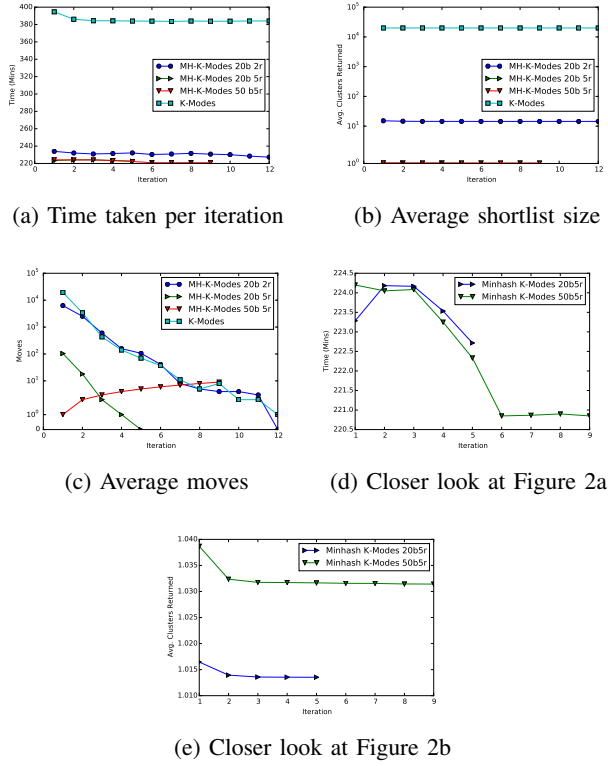 400
380
360
340
320
300
280
260
240
220
0 2 4 6 8 10 12
Time (Mins)
Iteration
MH-K-Modes 20b 2r
MH-K-Modes 20b 5r
MH-K-Modes 50 b5r
K-Modes
(a) Time taken per iteration
10^5
10^4
10^3
10^2
10^1
10^0
0 2 4 6 8 10 12
Avg. Clusters Returned
Iteration
MH-K-Modes 20b 2r
MH-K-Modes 20b 5r
MH-K-Modes 50b 5r
K-Modes
(b) Average shortlist size
10^5
10^4
10^3
10^2
10^1
10^0
0
0 2 4 6 8 10 12
Moves
Iteration
MH-K-Modes 20b 2r
MH-K-Modes 20b 5r
MH-K-Modes 50b 5r
K-Modes
(c) Average moves
224.5
224.0
223.5
223.0
222.5
222.0
221.5
221.0
220.5
1 2 3 4 5 6 7 8 9
Time (Mins)
Iteration
Minhash K-Modes 20b5r
Minhash K-Modes 50b5r
(d) Closer look at Figure 2a
1.040
1.035
1.030
1.025
1.020
1.015
1.010
1 2 3 4 5 6 7 8 9
Avg. Clusters Returned
Iteration
Minhash K-Modes 20b5r
Minhash K-Modes 50b5r
(e) Closer look at Figure 2b